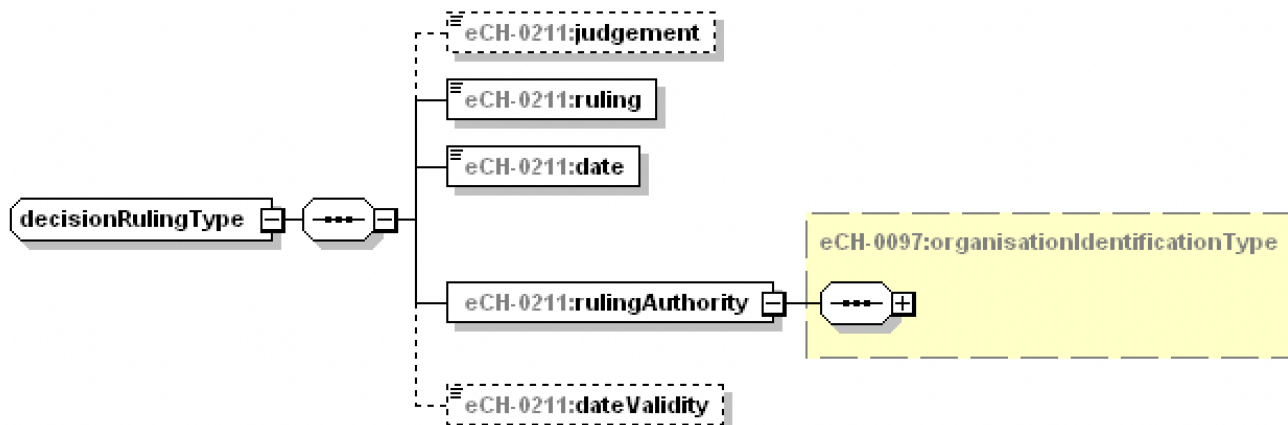 eCH-0211:judgement
eCH-0211:ruling
eCH-0211:date
decisionRulingType
eCH-0097:organisationIdentificationType
eCH-0211:rulingAuthority
eCH-0211:dateValidity